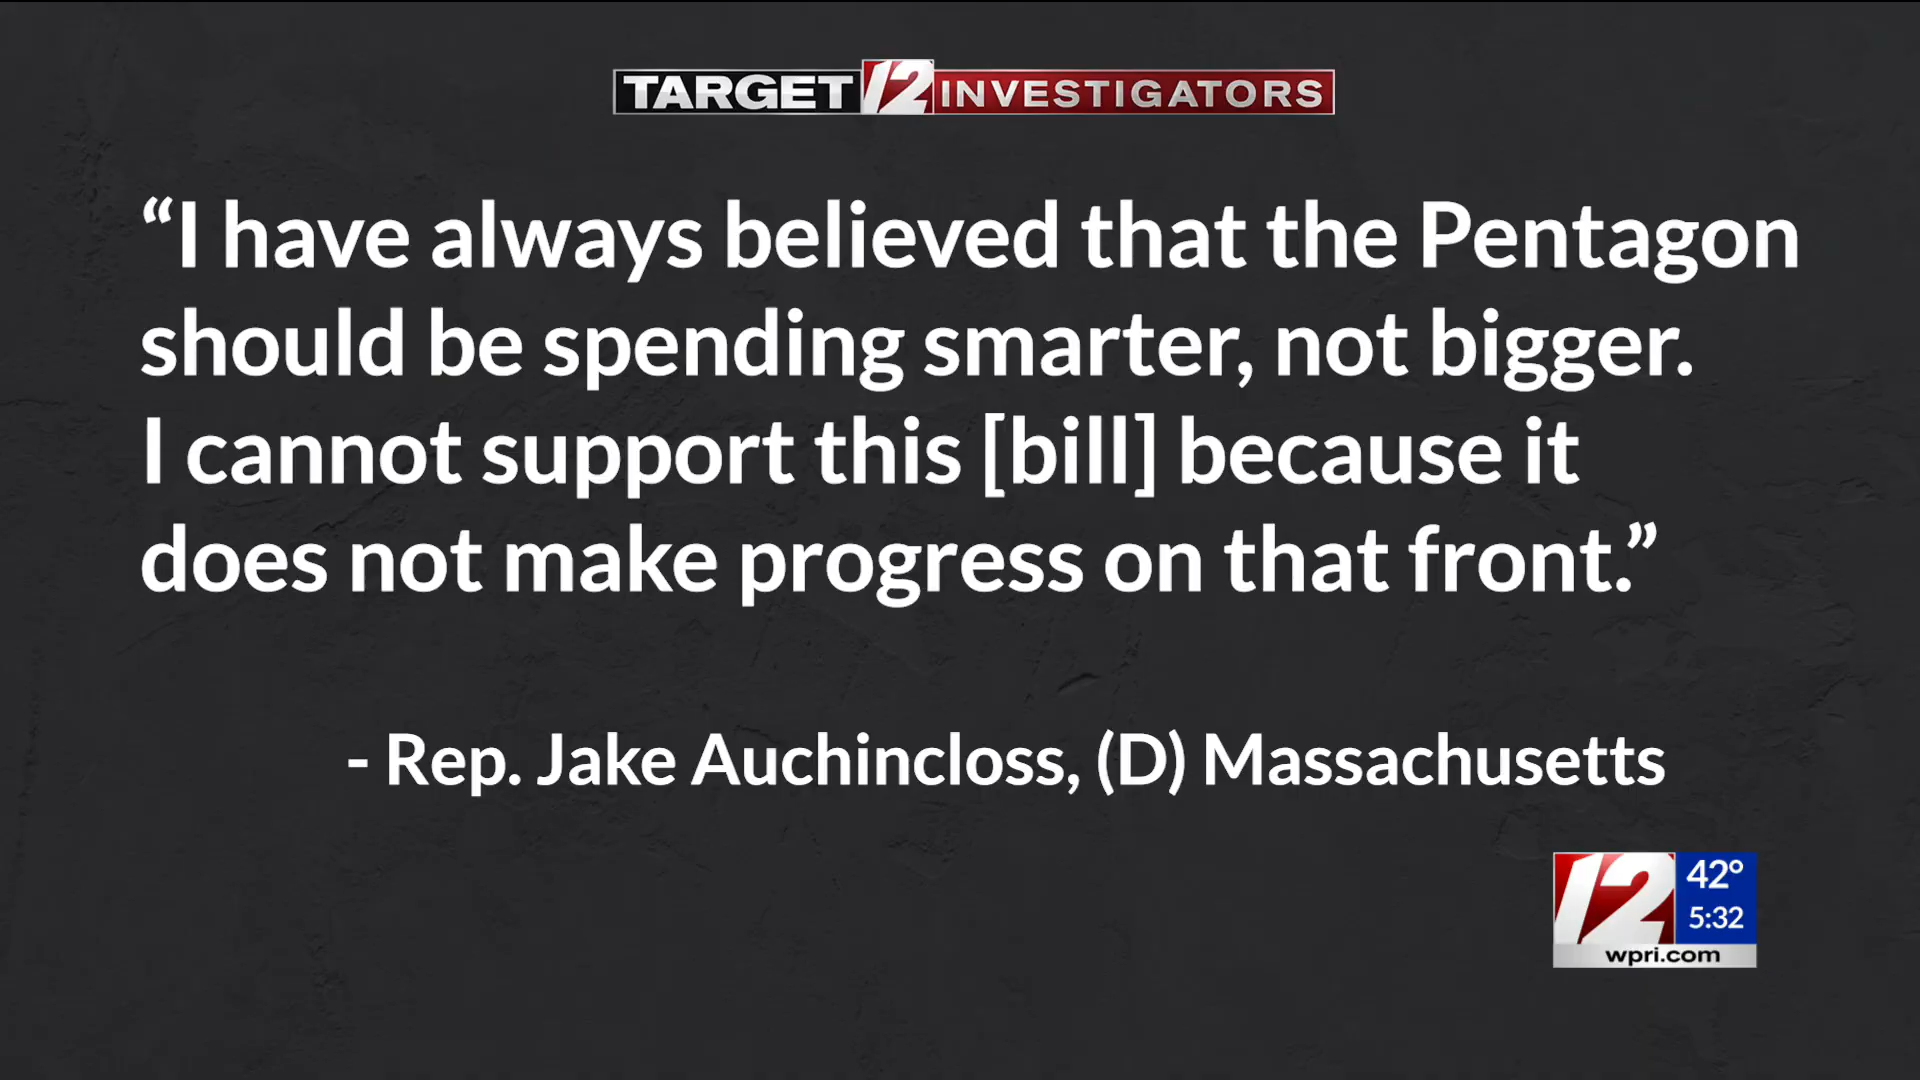 TARGET 12 INVESTIGATORS
“I have always believed that the Pentagon
should be spending smarter, not bigger.
I cannot support this [bill] because it
does not make progress on that front.”
- Rep. Jake Auchincloss, (D) Massachusetts
12 42°
5:32
wpri.com